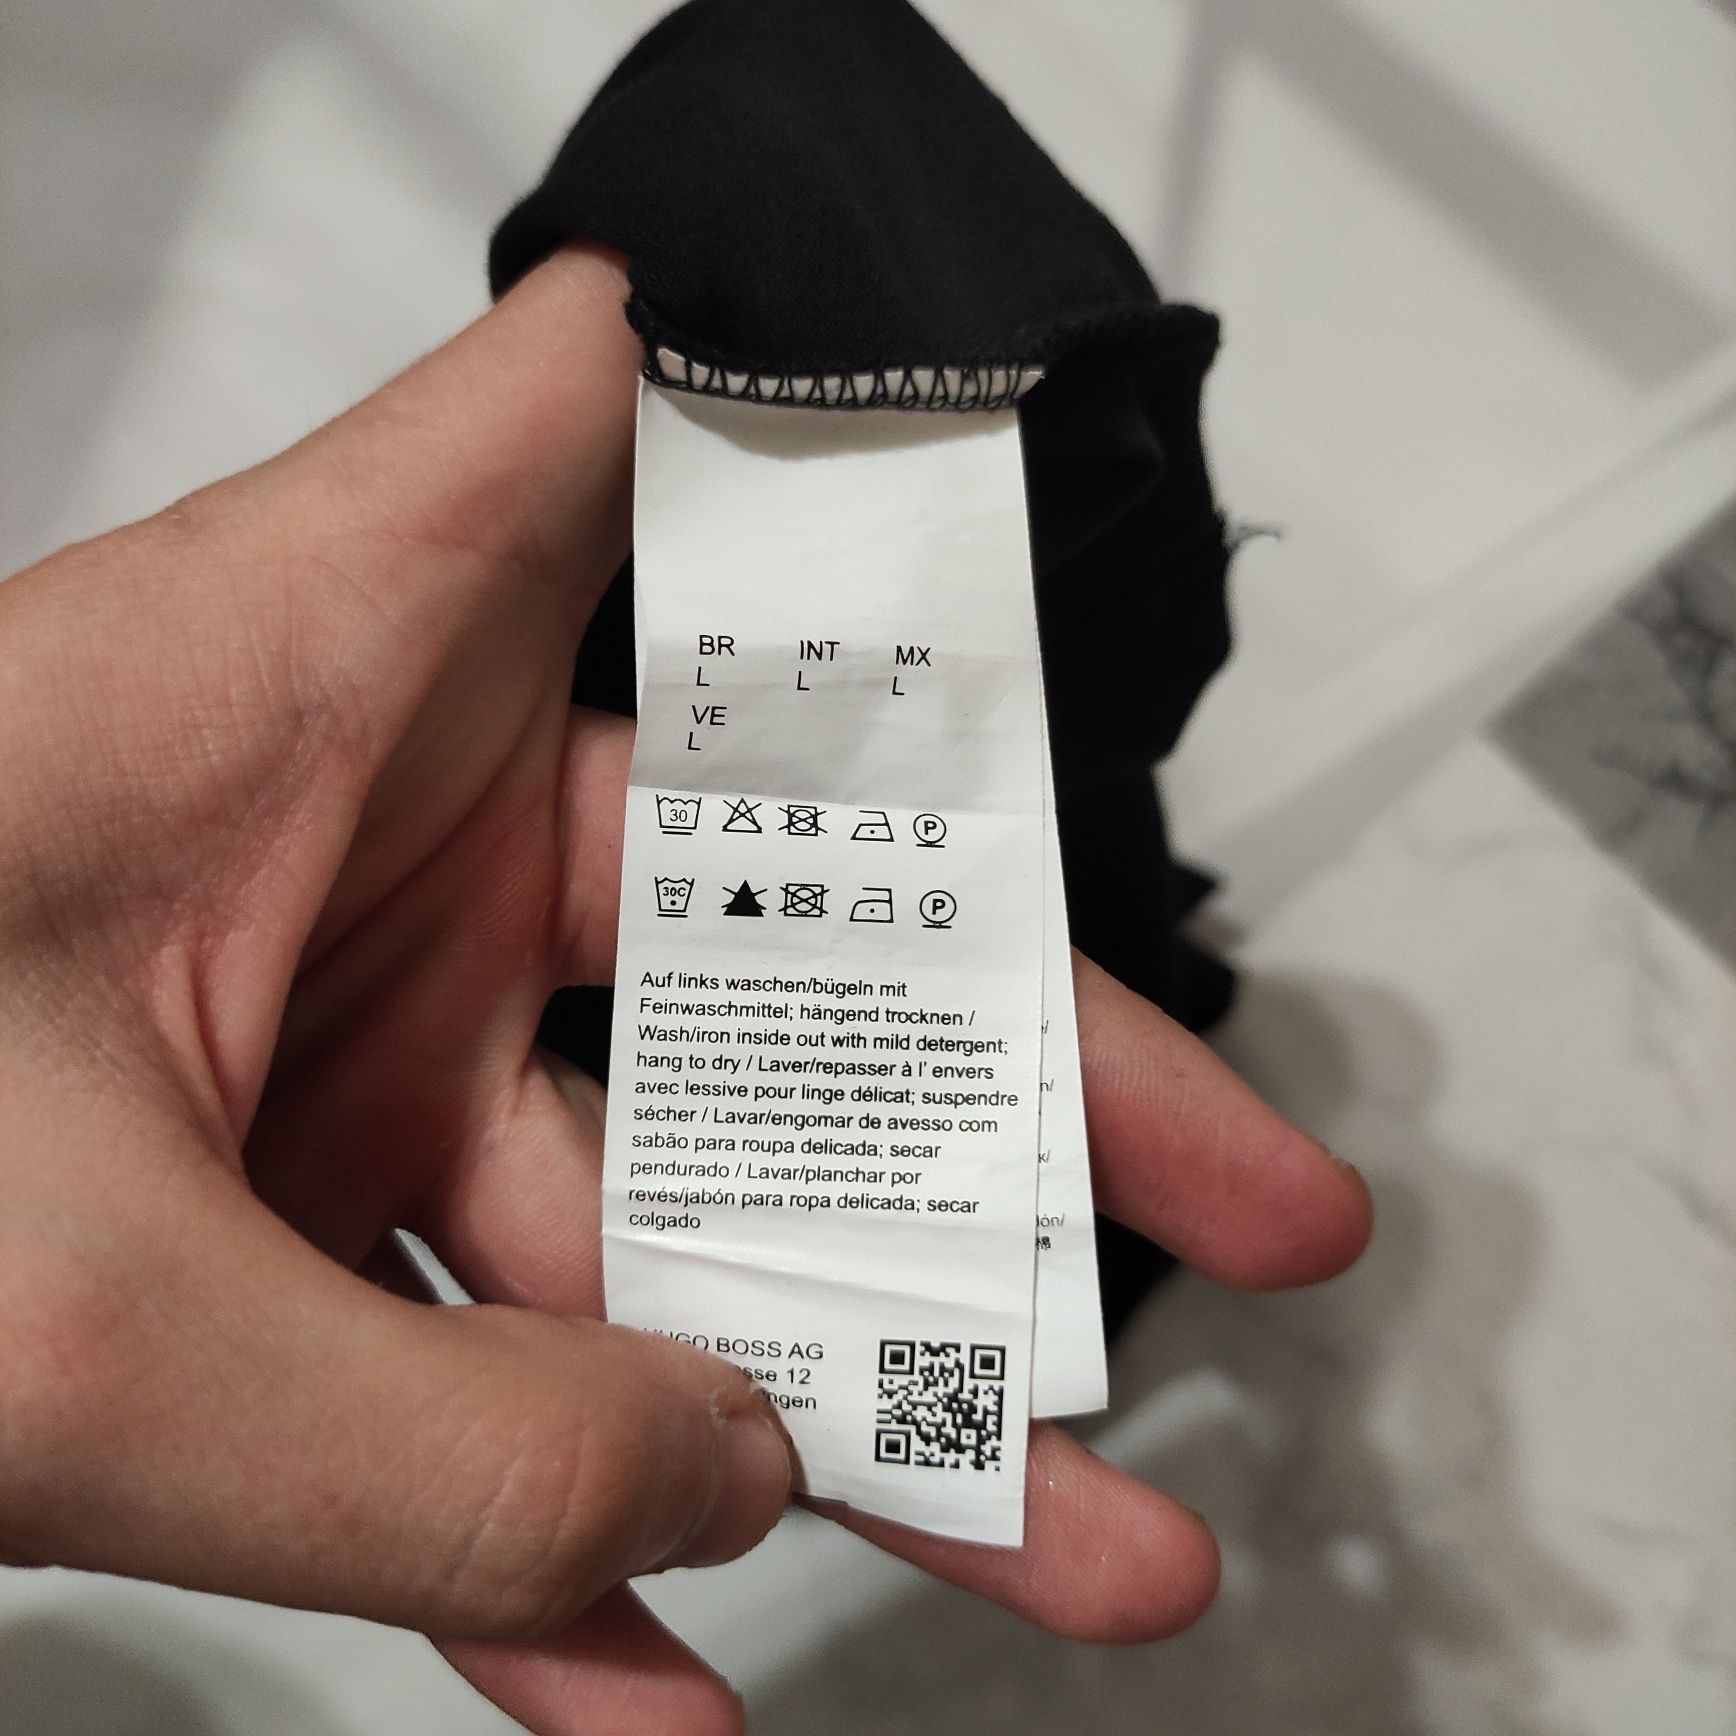 BR INT MX
L L L
VE
L
30 P
30C P
Auf links waschen/bügeln mit
Feinwaschmittel; hängend trocknen /
Wash/iron inside out with mild detergent;
hang to dry / Laver/repasser à l' envers
avec lessive pour linge délicat; suspendre
sécher / Lavar/engomar de avesso com
sabão para roupa delicada; secar
pendurado / Lavar/planchar por
revés/jabón para ropa delicada; secar
colgado
BOSS AG
12